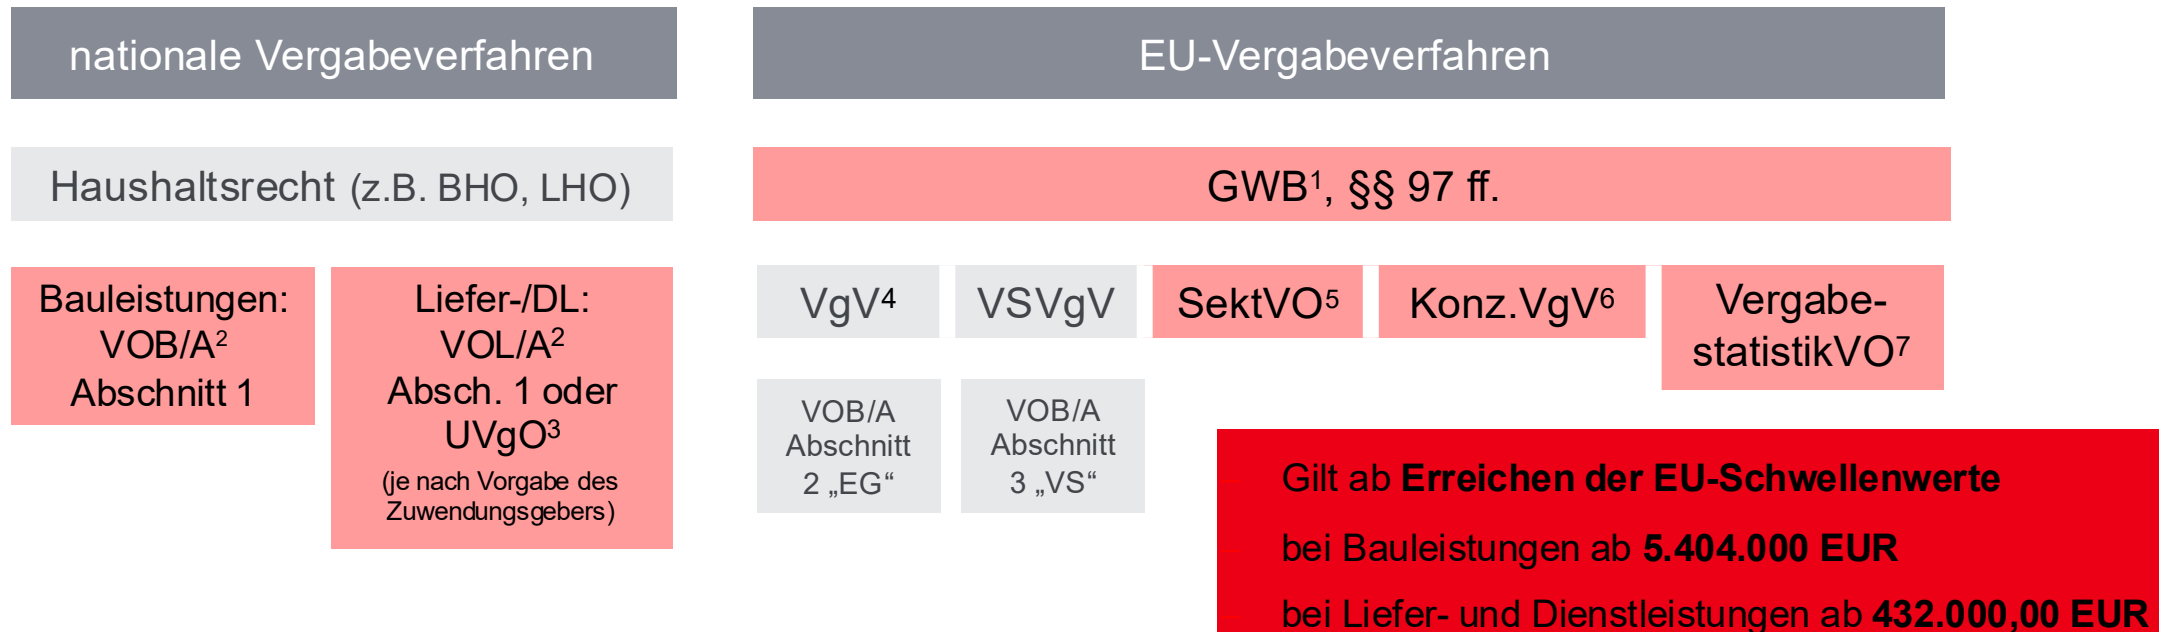 nationale Vergabeverfahren
EU-Vergabeverfahren
Haushaltsrecht (z.B. BHO, LHO)
GWB¹, §§ 97 ff.
Bauleistungen:
VOB/A²
Abschnitt 1
Liefer-/DL:
VOL/A²
Absch. 1 oder
UVgO³
(je nach Vorgabe des
Zuwendungsgebers)
VgV⁴
VSVgV
SektVO⁵
Konz.VgV⁶
Vergabe-
statistikVO⁷
VOB/A
Abschnitt
2 „EG“
VOB/A
Abschnitt
3 „VS“
Gilt ab Erreichen der EU-Schwellenwerte
bei Bauleistungen ab 5.404.000 EUR
bei Liefer- und Dienstleistungen ab 432.000,00 EUR